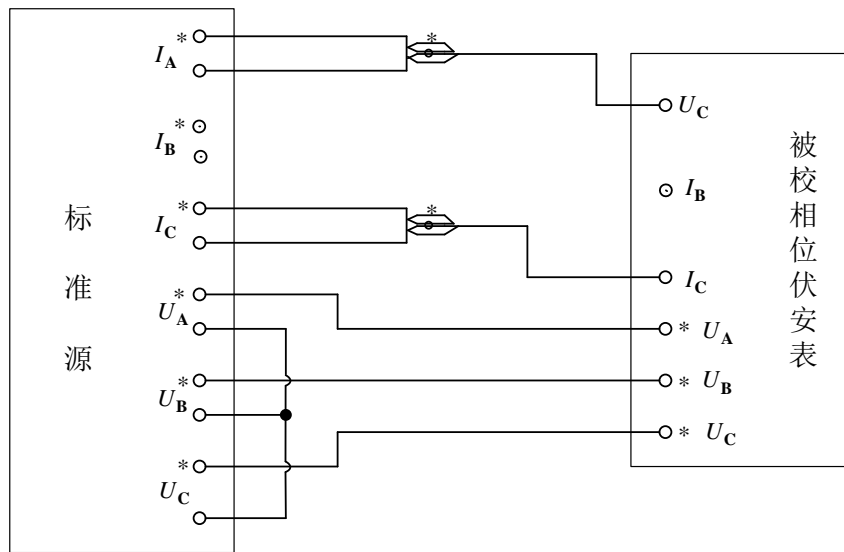 标准源
* I_A
* I_B
* I_C
* U_A
* U_B
* U_C
*
*
U_C
I_B
I_C
* U_A
* U_B
* U_C
被校相位伏安表